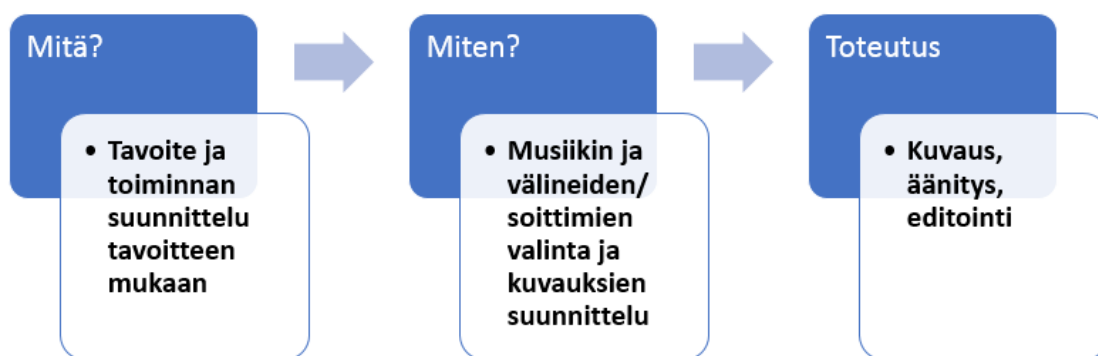 Mitä?
• Tavoite ja
toiminnan
suunnittelu
tavoitteen
mukaan
Miten?
• Musiikin ja
välineiden/
soittimien
valinta ja
kuvauksien
suunnittelu
Toteutus
• Kuvaus,
äänitys,
editointi